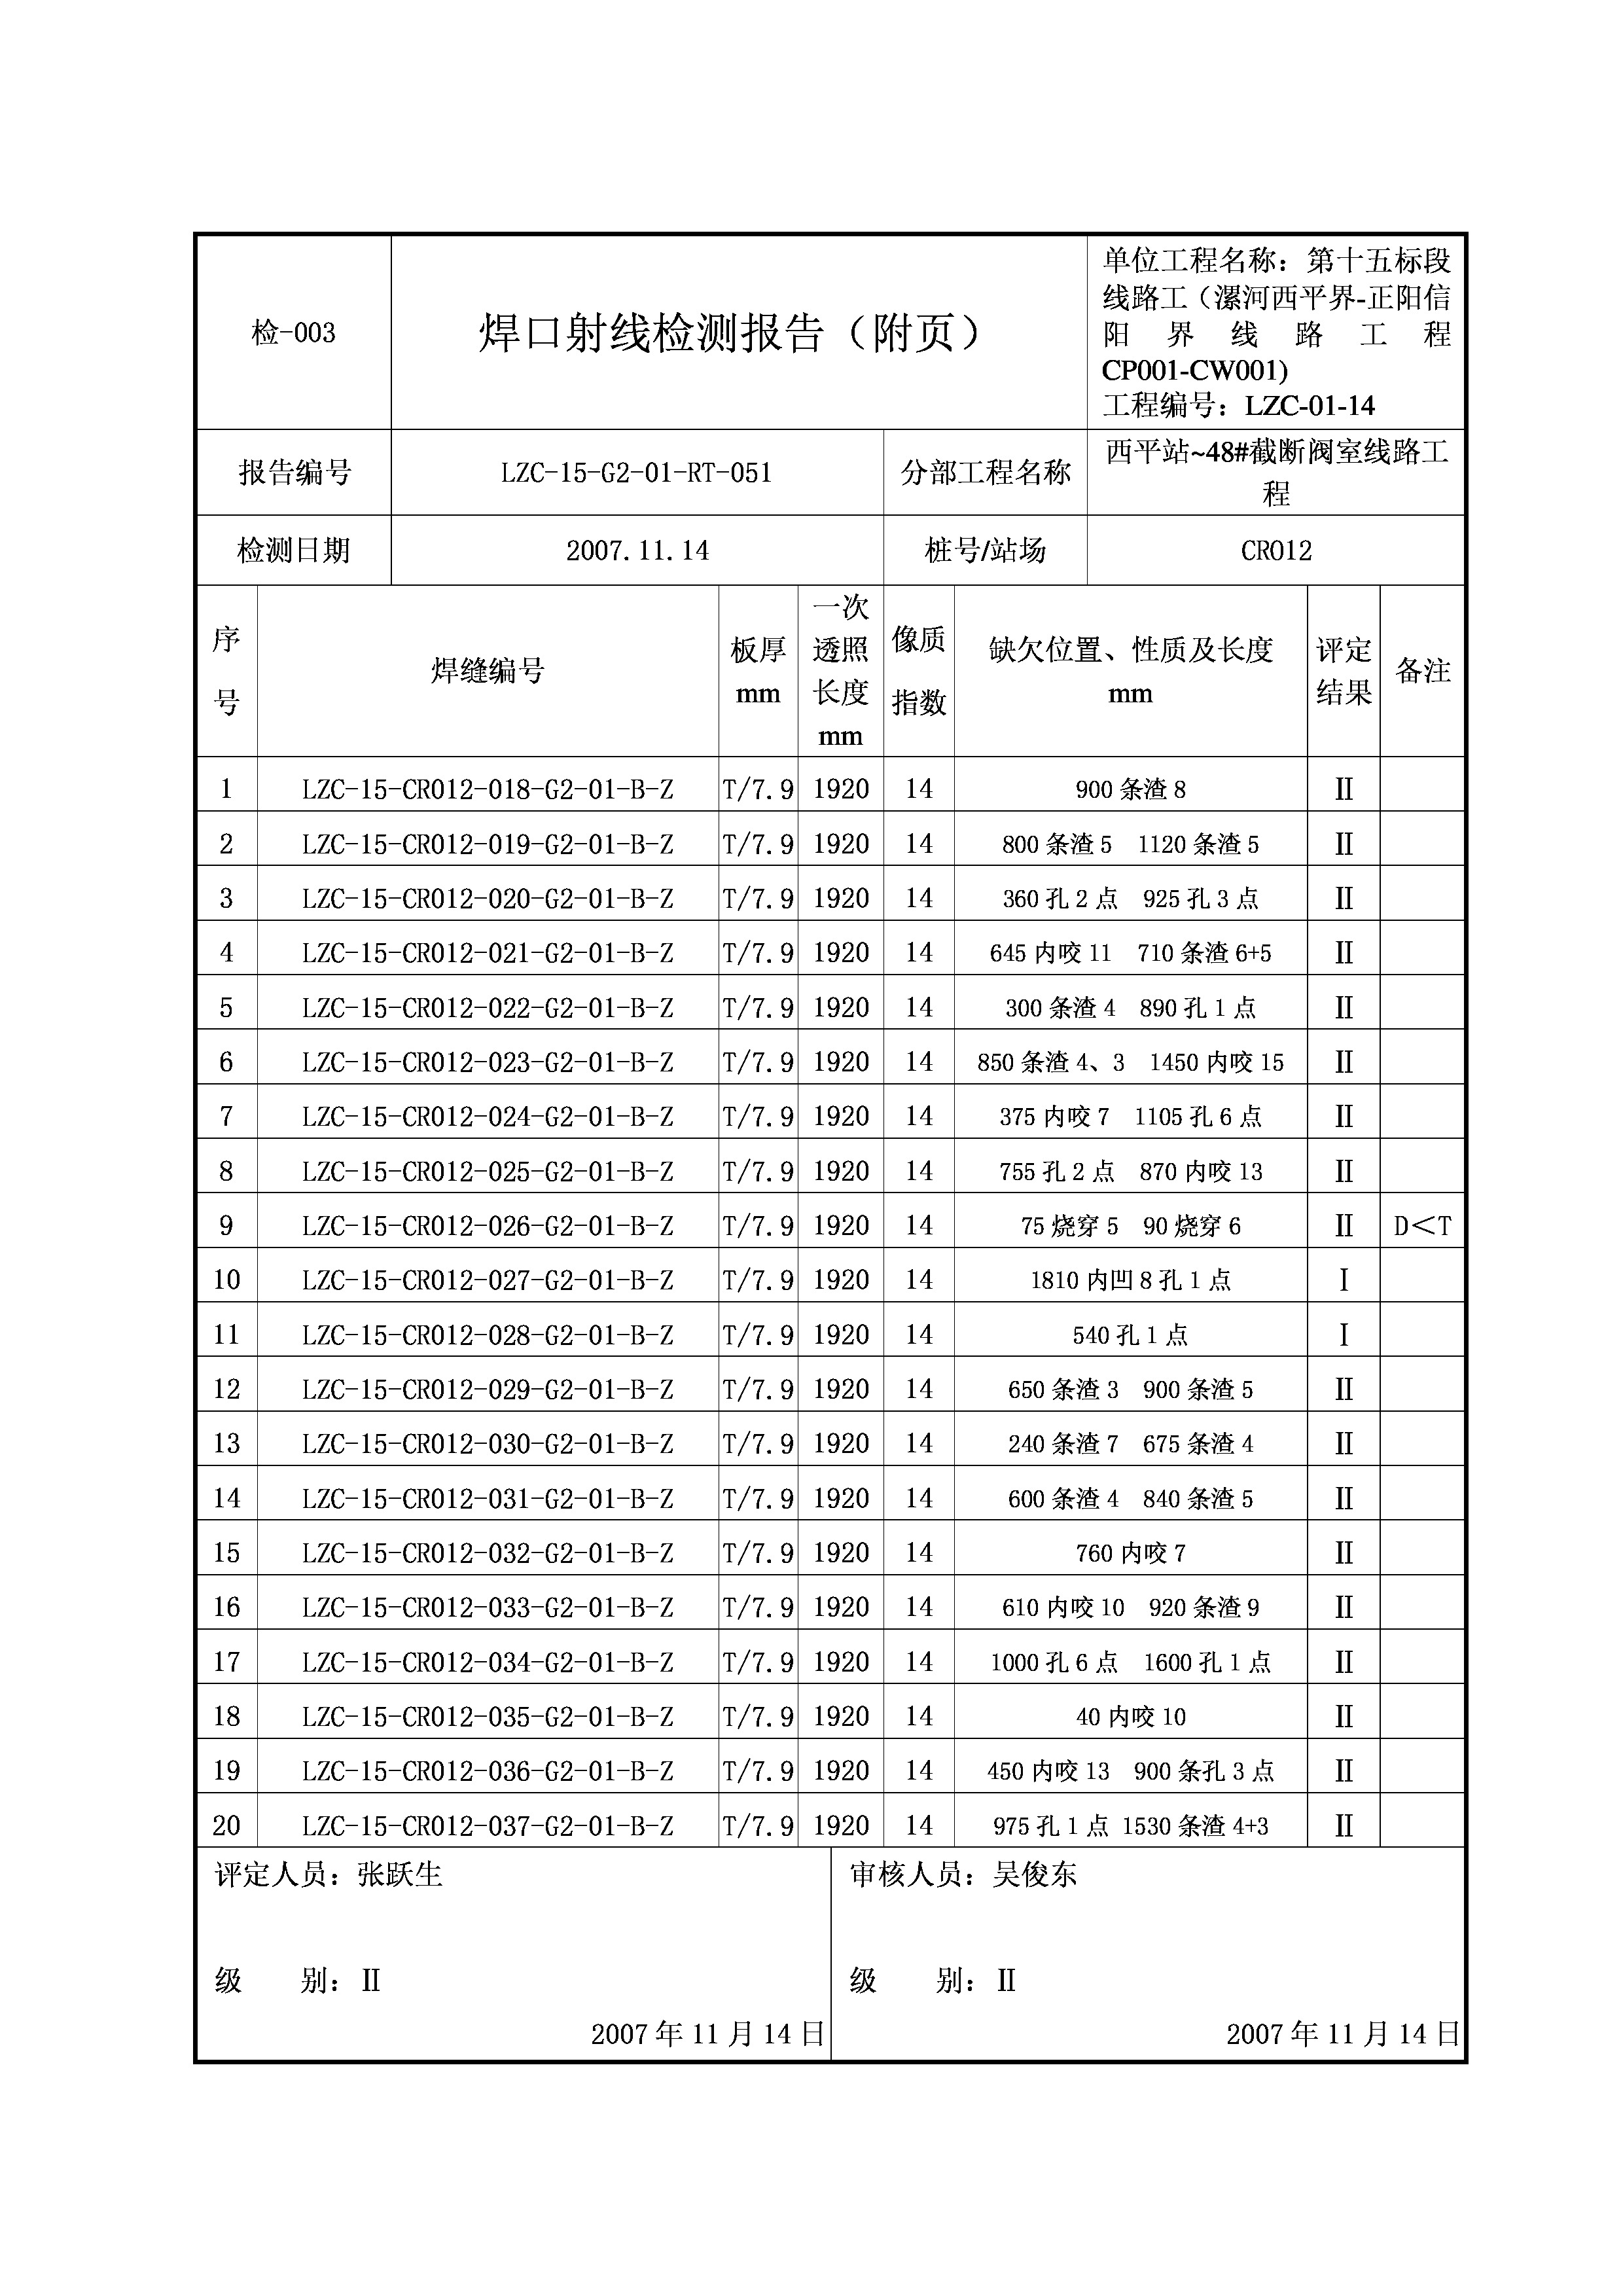 检-003
焊口射线检测报告（附页）
单位工程名称：第十五标段
线路工（漯河西平界-正阳信
阳界线路工程
CP001-CW001)
工程编号：LZC-01-14
报告编号 LZC-15-G2-01-RT-051 分部工程名称 西平站~48#截断阀室线路工
程
检测日期 2007.11.14 桩号/站场 CR012
序
号
焊缝编号
板厚
mm
一次
透照
长度
mm
像质
指数
缺欠位置、性质及长度
mm
评定
结果
备注
1 LZC-15-CR012-018-G2-01-B-Z T/7.9 1920 14 900 条渣 8 Ⅱ
2 LZC-15-CR012-019-G2-01-B-Z T/7.9 1920 14 800 条渣 5 1120 条渣 5 Ⅱ
3 LZC-15-CR012-020-G2-01-B-Z T/7.9 1920 14 360 孔 2 点 925 孔 3 点 Ⅱ
4 LZC-15-CR012-021-G2-01-B-Z T/7.9 1920 14 645 内咬 11 710 条渣 6+5 Ⅱ
5 LZC-15-CR012-022-G2-01-B-Z T/7.9 1920 14 300 条渣 4 890 孔 1 点 Ⅱ
6 LZC-15-CR012-023-G2-01-B-Z T/7.9 1920 14 850 条渣 4、3 1450 内咬 15 Ⅱ
7 LZC-15-CR012-024-G2-01-B-Z T/7.9 1920 14 375 内咬 7 1105 孔 6 点 Ⅱ
8 LZC-15-CR012-025-G2-01-B-Z T/7.9 1920 14 755 孔 2 点 870 内咬 13 Ⅱ
9 LZC-15-CR012-026-G2-01-B-Z T/7.9 1920 14 75 烧穿 5 90 烧穿 6 Ⅱ D＜T
10 LZC-15-CR012-027-G2-01-B-Z T/7.9 1920 14 1810 内凹 8 孔 1 点 Ⅰ
11 LZC-15-CR012-028-G2-01-B-Z T/7.9 1920 14 540 孔 1 点 Ⅰ
12 LZC-15-CR012-029-G2-01-B-Z T/7.9 1920 14 650 条渣 3 900 条渣 5 Ⅱ
13 LZC-15-CR012-030-G2-01-B-Z T/7.9 1920 14 240 条渣 7 675 条渣 4 Ⅱ
14 LZC-15-CR012-031-G2-01-B-Z T/7.9 1920 14 600 条渣 4 840 条渣 5 Ⅱ
15 LZC-15-CR012-032-G2-01-B-Z T/7.9 1920 14 760 内咬 7 Ⅱ
16 LZC-15-CR012-033-G2-01-B-Z T/7.9 1920 14 610 内咬 10 920 条渣 9 Ⅱ
17 LZC-15-CR012-034-G2-01-B-Z T/7.9 1920 14 1000 孔 6 点 1600 孔 1 点 Ⅱ
18 LZC-15-CR012-035-G2-01-B-Z T/7.9 1920 14 40 内咬 10 Ⅱ
19 LZC-15-CR012-036-G2-01-B-Z T/7.9 1920 14 450 内咬 13 900 条孔 3 点 Ⅱ
20 LZC-15-CR012-037-G2-01-B-Z T/7.9 1920 14 975 孔 1 点 1530 条渣 4+3 Ⅱ
评定人员：张跃生
级 别：Ⅱ
2007 年 11 月 14 日
审核人员：吴俊东
级 别：Ⅱ
2007 年 11 月 14 日